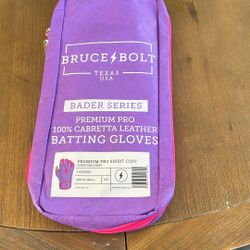 BRUCE BOLT
TEXAS
USA
BADER SERIES
PREMIUM PRO
100% CABRETTA LEATHER
BATTING GLOVES
PREMIUM PRO SHORT CUFF